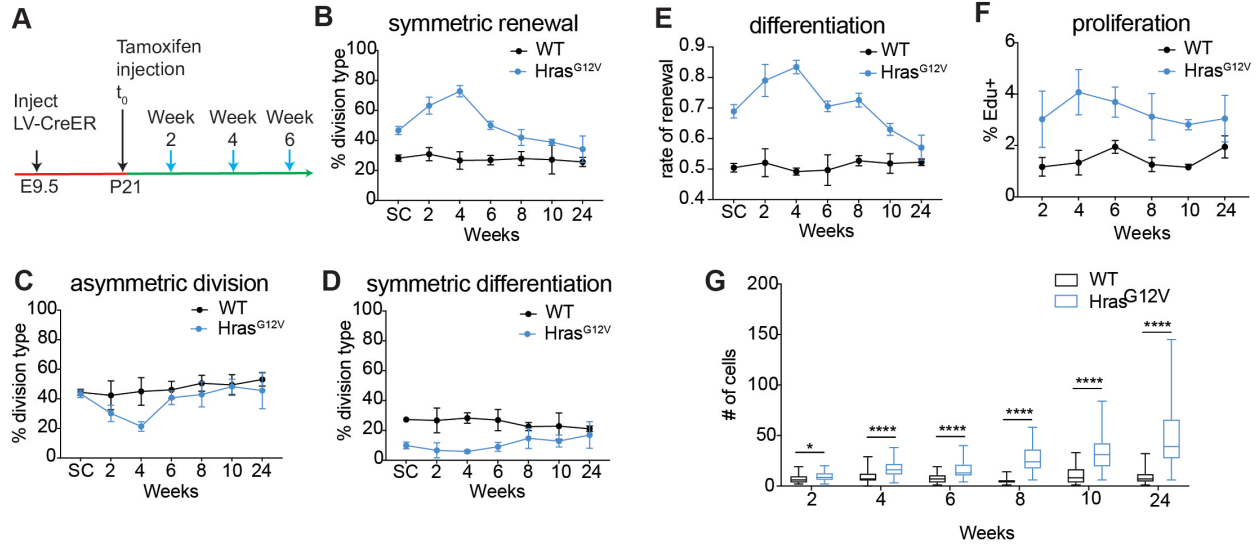 A
Tamoxifen
injection
t0
Inject
LV-CreER
Week
2
Week
4
Week
6
E9.5
P21
B
symmetric renewal
WT
HrasG12V
% division type
100
80
60
40
20
0
SC 2 4 6 8 10 24
Weeks
E
differentiation
WT
HrasG12V
rate of renewal
0.9
0.8
0.7
0.6
0.5
0.4
SC 2 4 6 8 10 24
Weeks
F
proliferation
WT
HrasG12V
% Edu+
6
4
2
0
2 4 6 8 10 24
Weeks
C
asymmetric division
WT
HrasG12V
% division type
100
80
60
40
20
0
SC 2 4 6 8 10 24
Weeks
D
symmetric differentiation
WT
HrasG12V
% division type
100
80
60
40
20
0
SC 2 4 6 8 10 24
Weeks
G
WT
HrasG12V
# of cells
200
150
100
50
0
*
****
****
****
****
****
2 4 6 8 10 24
Weeks